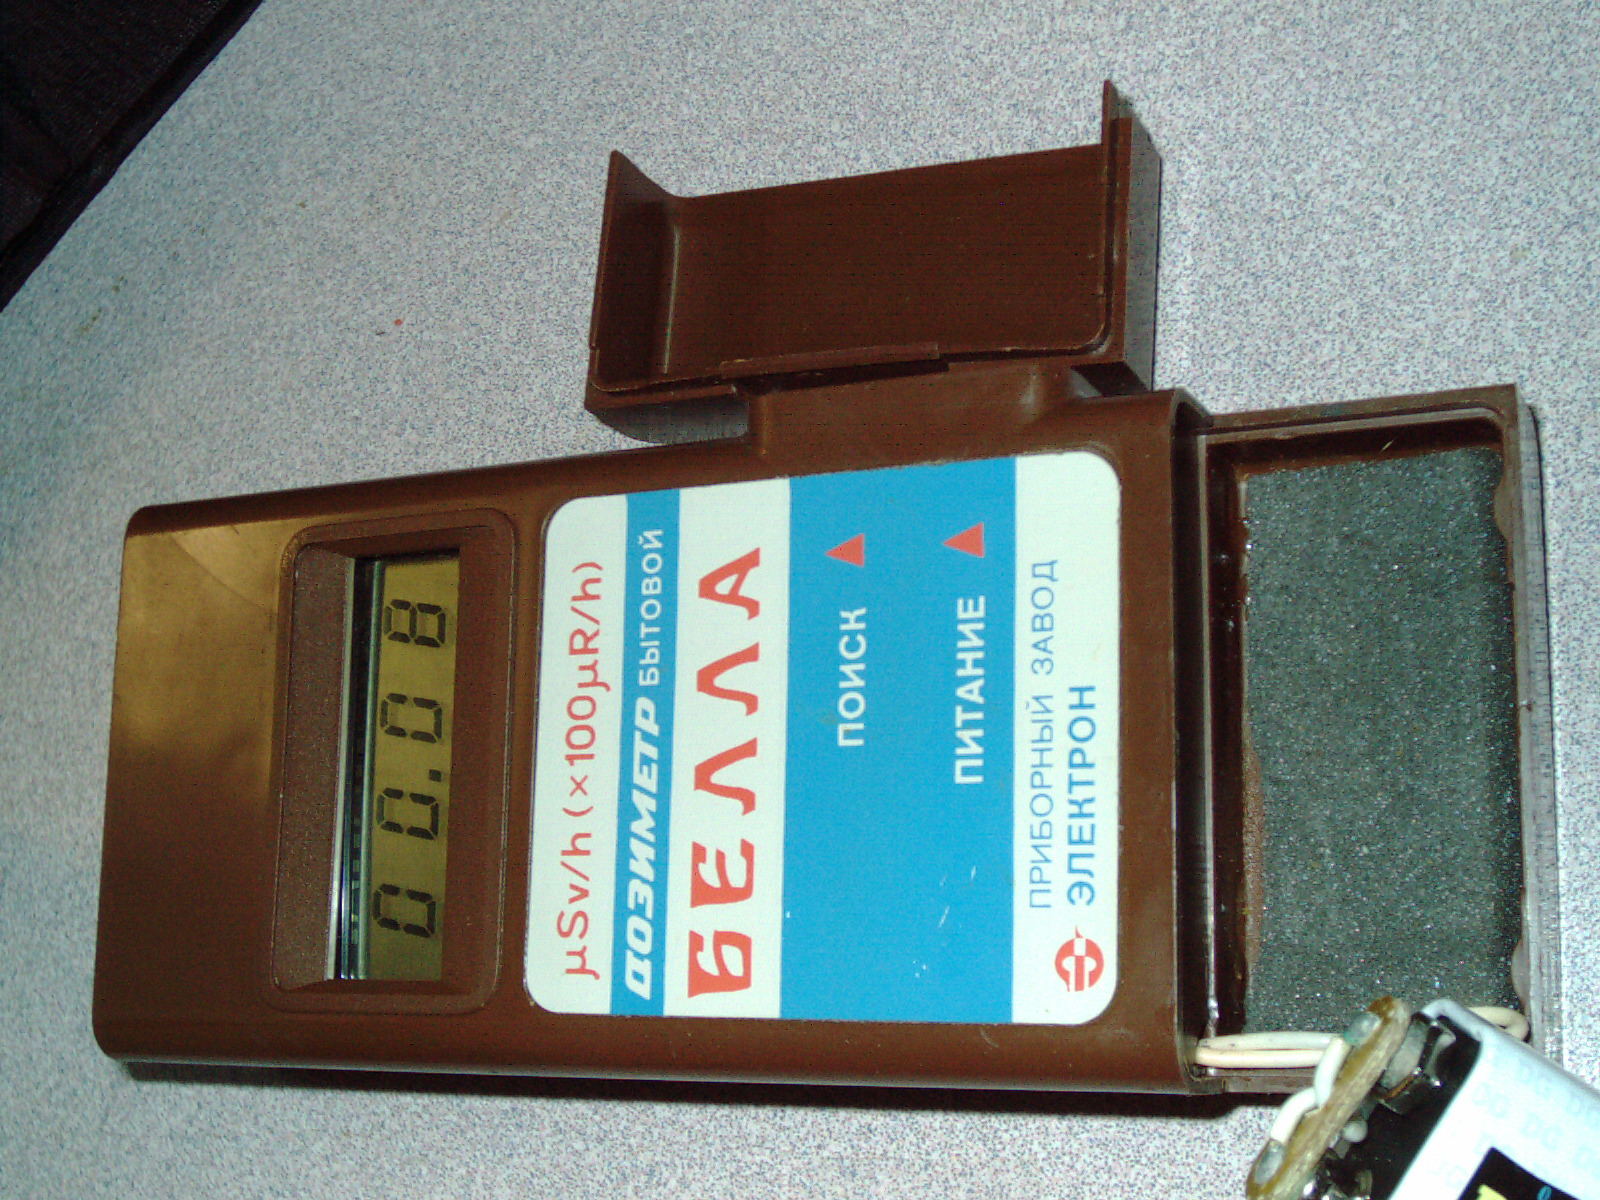 00.08
μSv/h (×100μR/h)
ДОЗИМЕТР БЫТОВОЙ
БЕЛЛА
ПОИСК
ПИТАНИЕ
ПРИБОРНЫЙ ЗАВОД
ЭЛЕКТРОН